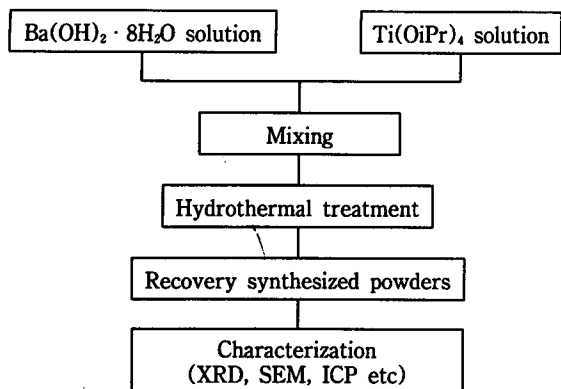 Ba(OH)₂ · 8H₂O solution
Ti(OiPr)₄ solution
Mixing
Hydrothermal treatment
Recovery synthesized powders
Characterization
(XRD, SEM, ICP etc)